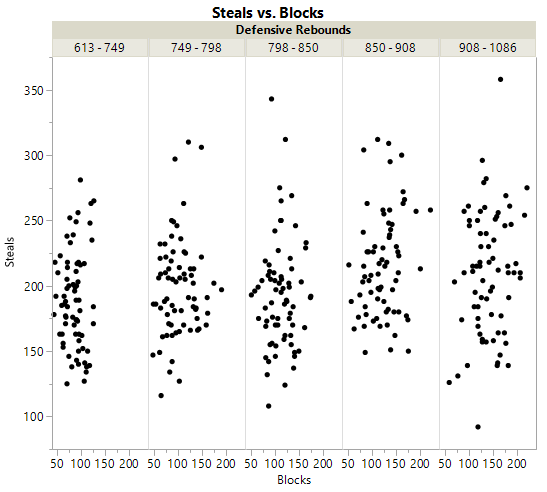 Steals vs. Blocks
Defensive Rebounds
613 - 749 749 - 798 798 - 850 850 - 908 908 - 1086
350
300
250
200
150
100
Steals
50 100 150 200 50 100 150 200 50 100 150 200 50 100 150 200 50 100 150 200
Blocks